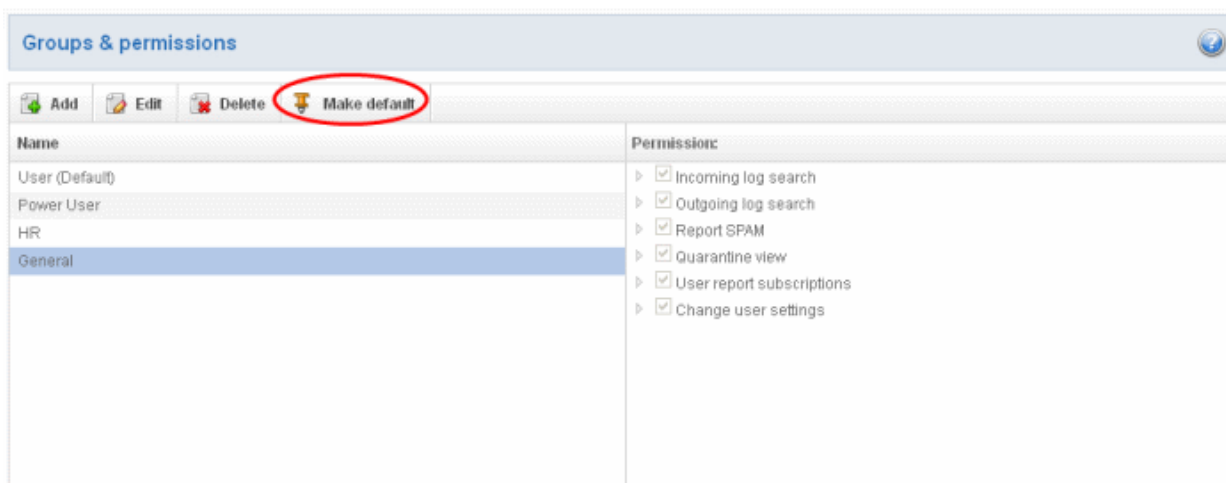 Groups & permissions
Add Edit Delete Make default
Name Permission:
User (Default)
Power User
HR
General
Incoming log search
Outgoing log search
Report SPAM
Quarantine view
User report subscriptions
Change user settings